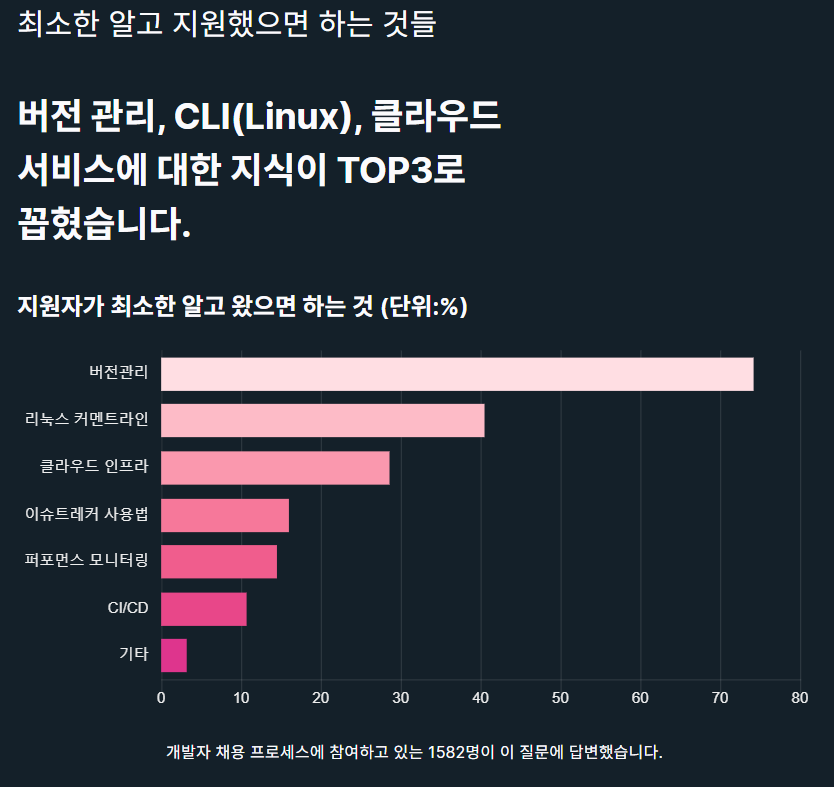 최소한 알고 지원했으면 하는 것들
버전 관리, CLI(Linux), 클라우드
서비스에 대한 지식이 TOP3로
꼽혔습니다.
지원자가 최소한 알고 왔으면 하는 것 (단위:%)
버전관리
리눅스 커멘트라인
클라우드 인프라
이슈트레커 사용법
퍼포먼스 모니터링
CI/CD
기타
0 10 20 30 40 50 60 70 80
개발자 채용 프로세스에 참여하고 있는 1582명이 이 질문에 답변했습니다.